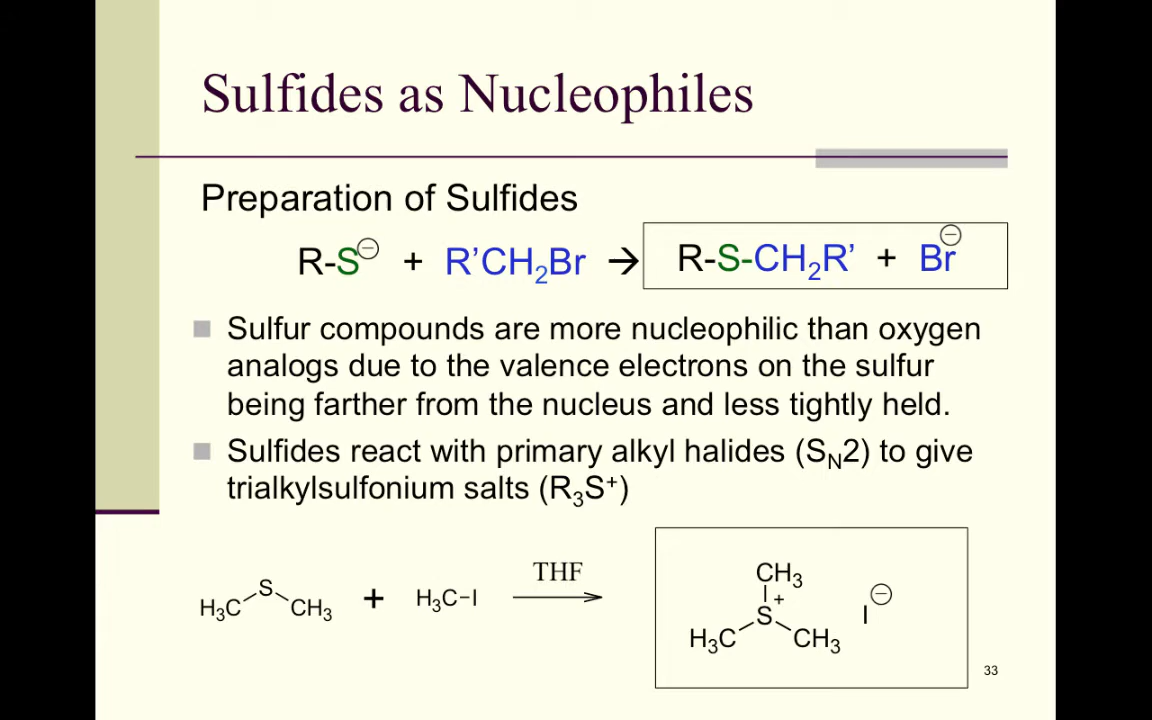 Sulfides as Nucleophiles
Preparation of Sulfides
R-S⊖ + R’CH₂Br → R-S-CH₂R’ + Br⊖
Sulfur compounds are more nucleophilic than oxygen
analogs due to the valence electrons on the sulfur
being farther from the nucleus and less tightly held.
Sulfides react with primary alkyl halides (S_N2) to give
trialkylsulfonium salts (R₃S⁺)
H₃C S CH₃ + H₃C-I THF
CH₃
S + I⊖
H₃C CH₃
33